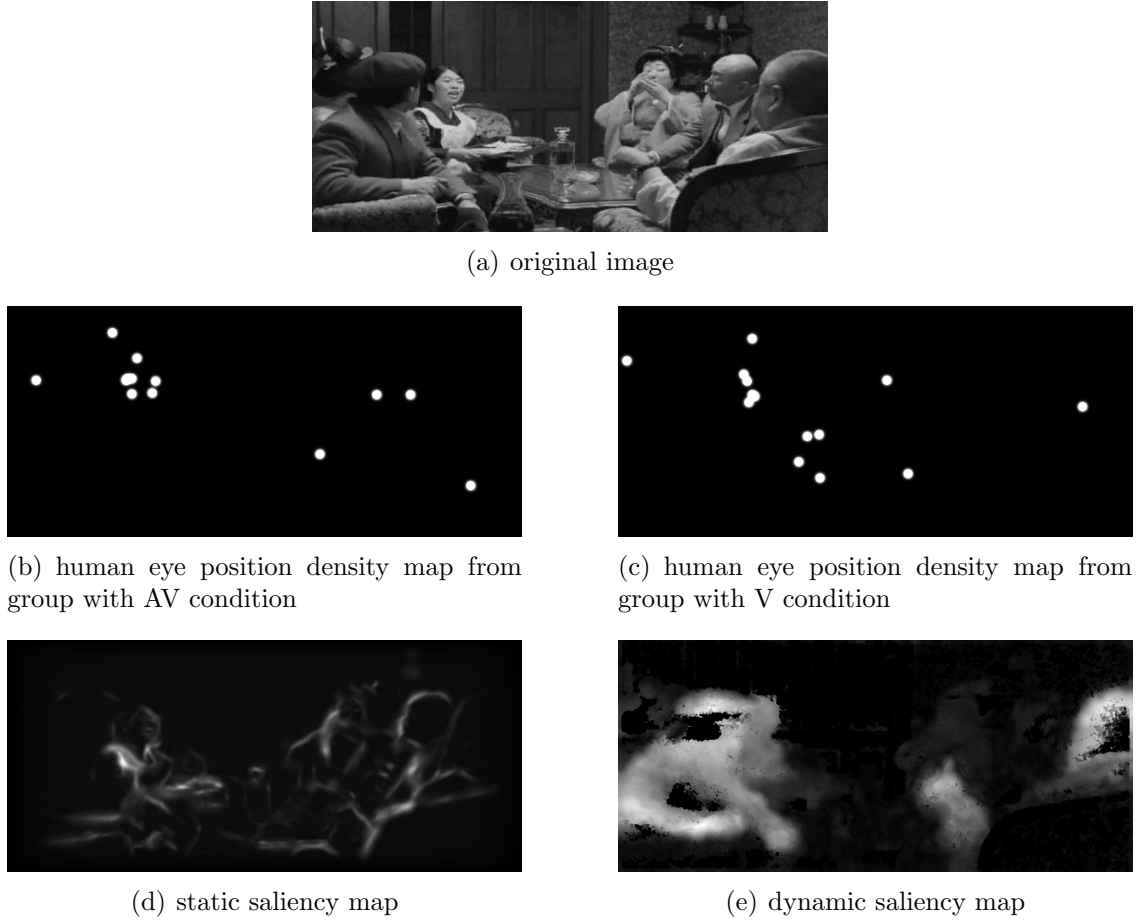 (a) original image
(b) human eye position density map from
group with AV condition
(c) human eye position density map from
group with V condition
(d) static saliency map
(e) dynamic saliency map